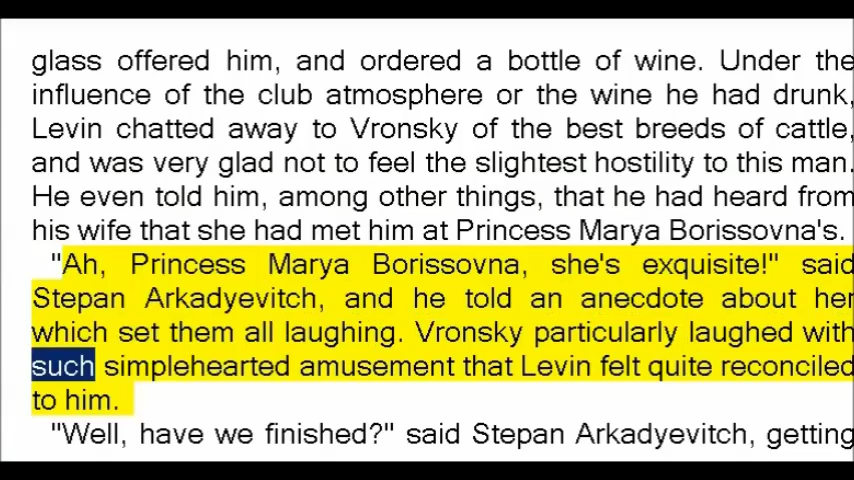 glass offered him, and ordered a bottle of wine. Under the
influence of the club atmosphere or the wine he had drunk,
Levin chatted away to Vronsky of the best breeds of cattle,
and was very glad not to feel the slightest hostility to this man.
He even told him, among other things, that he had heard from
his wife that she had met him at Princess Marya Borissovna's.
"Ah, Princess Marya Borissovna, she's exquisite!" said
Stepan Arkadyevitch, and he told an anecdote about her
which set them all laughing. Vronsky particularly laughed with
such simplehearted amusement that Levin felt quite reconciled
to him.
"Well, have we finished?" said Stepan Arkadyevitch, getting